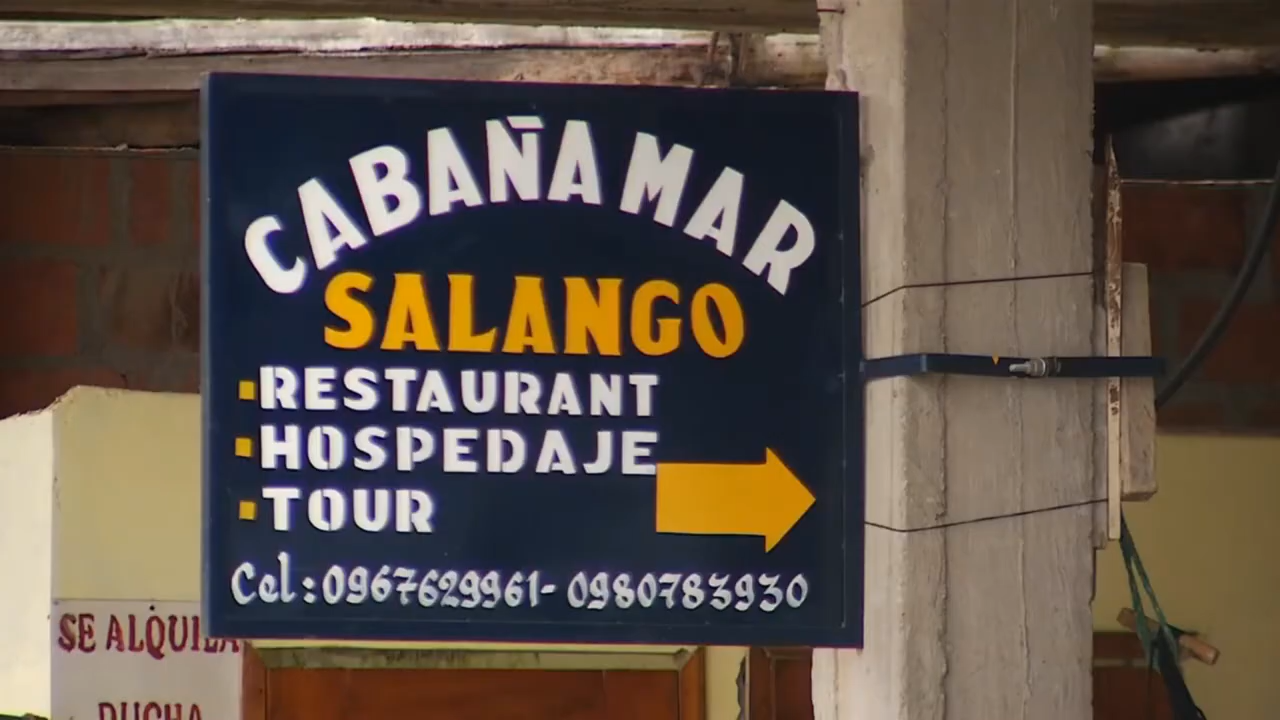 CABAÑA MAR
SALANGO
RESTAURANT
HOSPEDAJE
TOUR
Cel: 0967629961- 0980783930
SE ALQUILA
DUCHA